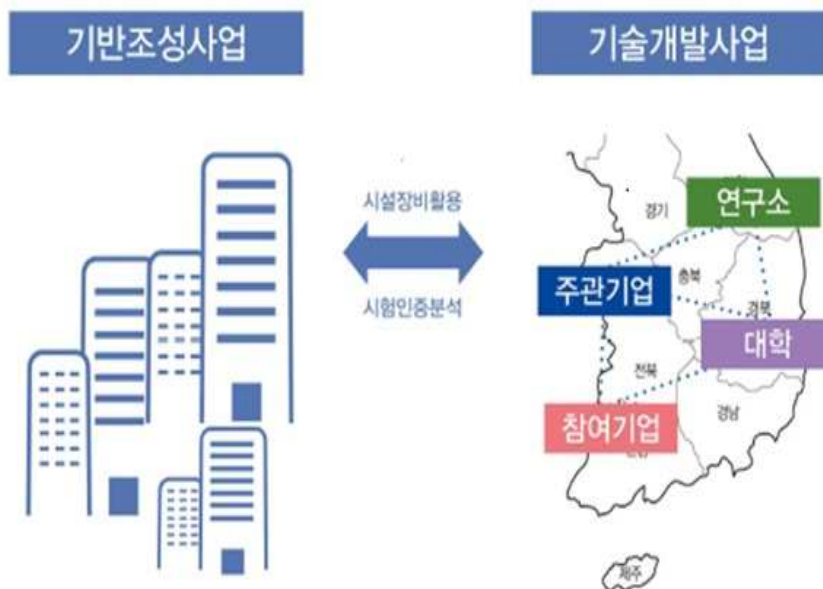 기반조성사업
기술개발사업
시설장비활용
시험인증분석
연구소
경기
충북
주관기업
경북
대학
전북
참여기업
경남
제주